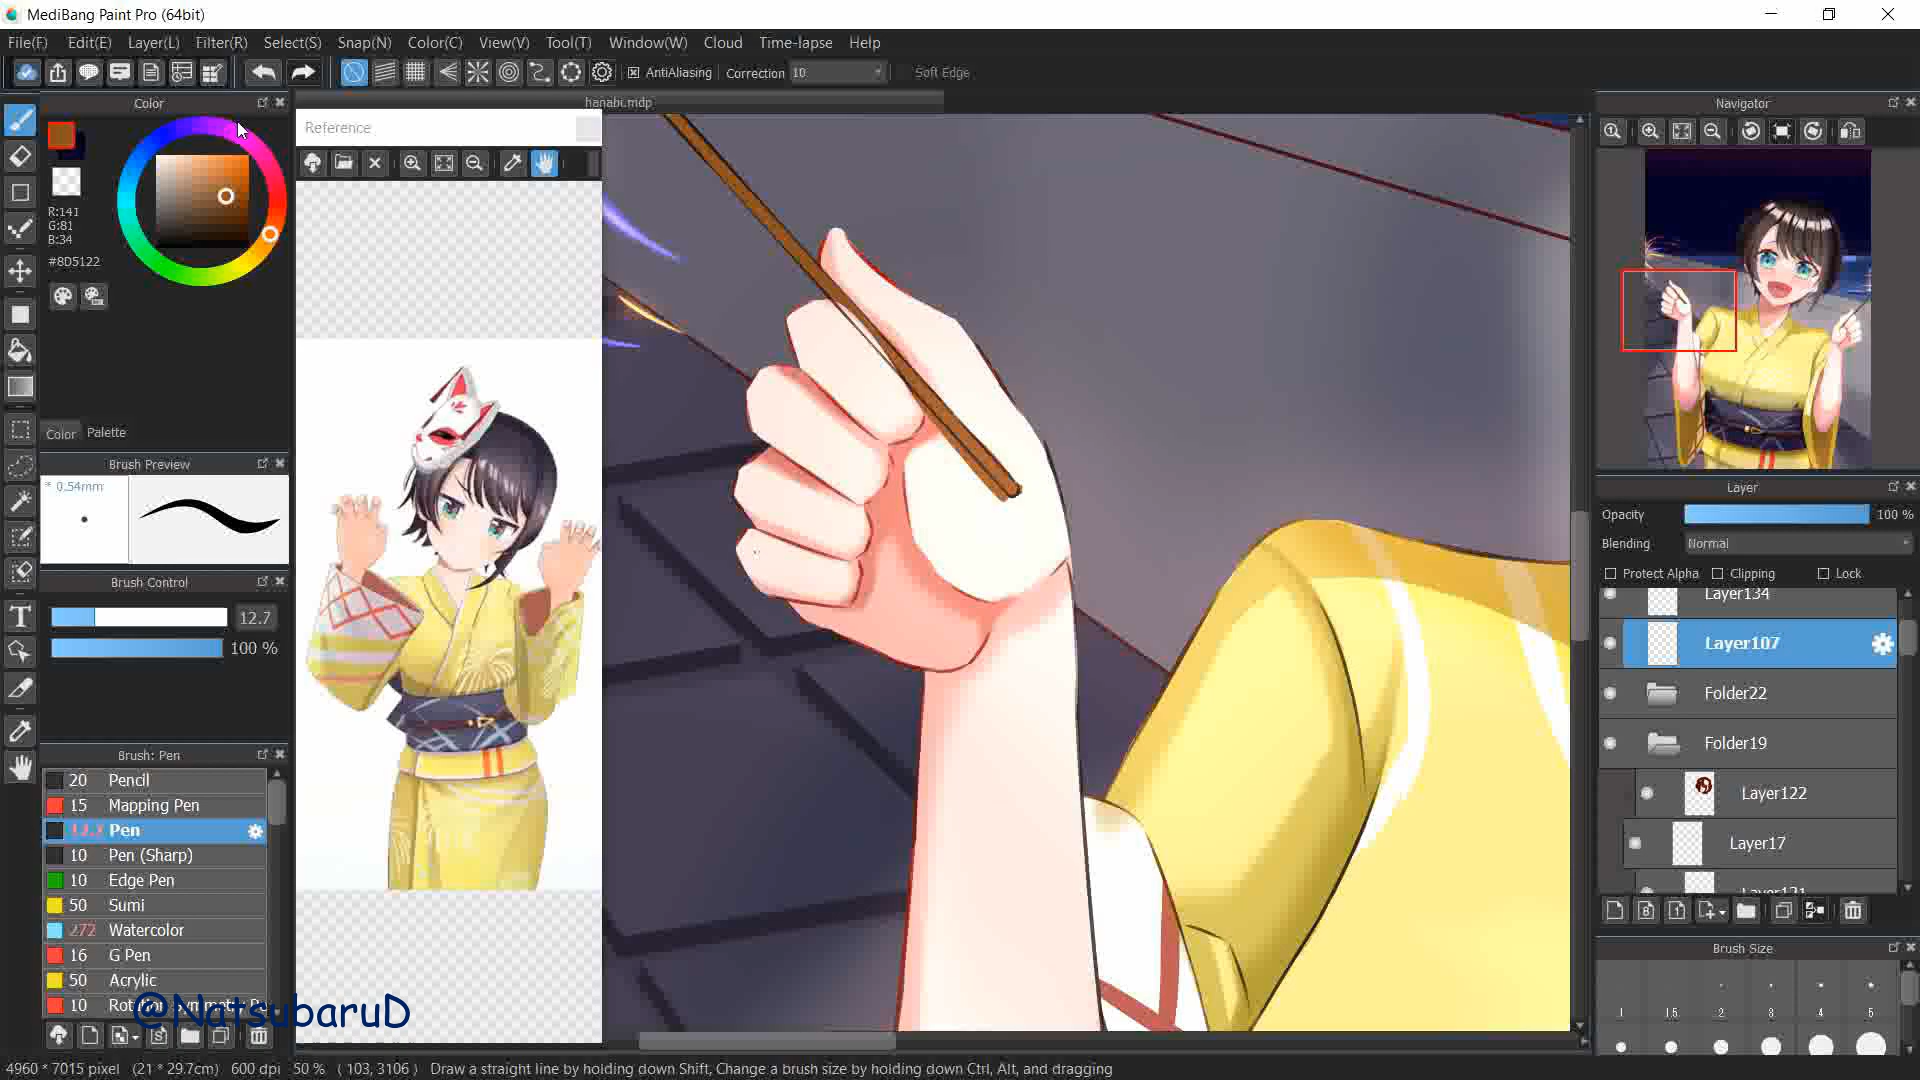 MediBang Paint Pro (64bit)
File(F) Edit(E) Layer(L) Filter(R) Select(S) Snap(N) Color(C) View(V) Tool(T) Window(W) Cloud Time-lapse Help
AntiAliasing Correction 10 Soft Edge
Color
hanabi.mdp
Navigator
Reference
R:141
G:81
B:34
#8D5122
Color Palette
Brush Preview
* 0.54mm
Brush Control
12.7
100 %
Brush: Pen
20 Pencil
15 Mapping Pen
12.7 Pen
10 Pen (Sharp)
10 Edge Pen
50 Sumi
272 Watercolor
16 G Pen
50 Acrylic
10 Rotation Symmetry Pe
@NatsubaruD
Layer
Opacity 100 %
Blending Normal
Protect Alpha Clipping Lock
Layer134
Layer107
Folder22
Folder19
Layer122
Layer17
Layer121
Brush Size
1 1.5 2 3 4 5
4960 * 7015 pixel (21 * 29.7cm) 600 dpi 50 % ( 103, 3106 ) Draw a straight line by holding down Shift, Change a brush size by holding down Ctrl, Alt, and dragging